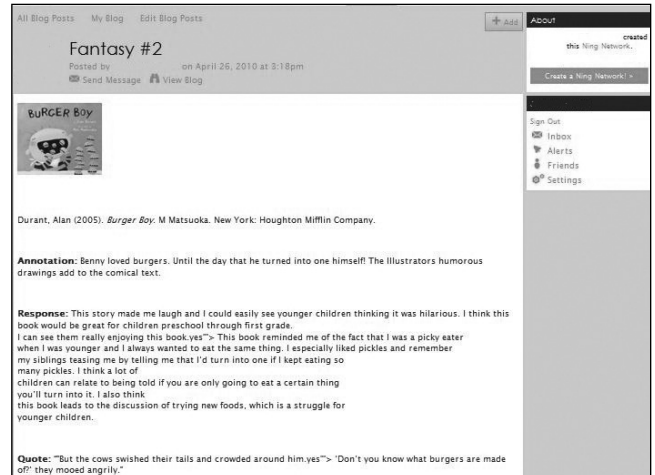 All Blog Posts My Blog Edit Blog Posts
+ Add
Fantasy #2
Posted by on April 26, 2010 at 3:18pm
Send Message View Blog
BURGER BOY
Durant, Alan (2005). Burger Boy. M Matsuoka. New York: Houghton Mifflin Company.
Annotation: Benny loved burgers. Until the day that he turned into one himself! The Illustrators humorous
drawings add to the comical text.
Response: This story made me laugh and I could easily see younger children thinking it was hilarious. I think this
book would be great for children preschool through first grade.
I can see them really enjoying this book.yes"> This book reminded me of the fact that I was a picky eater
when I was younger and I always wanted to eat the same thing. I especially liked pickles and remember
my siblings teasing me by telling me that I'd turn into one if I kept eating so
many pickles. I think a lot of
children can relate to being told if you are only going to eat a certain thing
you'll turn into it. I also think
this book leads to the discussion of trying new foods, which is a struggle for
younger children.
Quote: "'But the cows swished their tails and crowded around him.yes"> 'Don't you know what burgers are made
of?' they mooed angrily."
About
created
this Ning Network.
Create a Ning Network! »
Sign Out
Inbox
Alerts
Friends
Settings